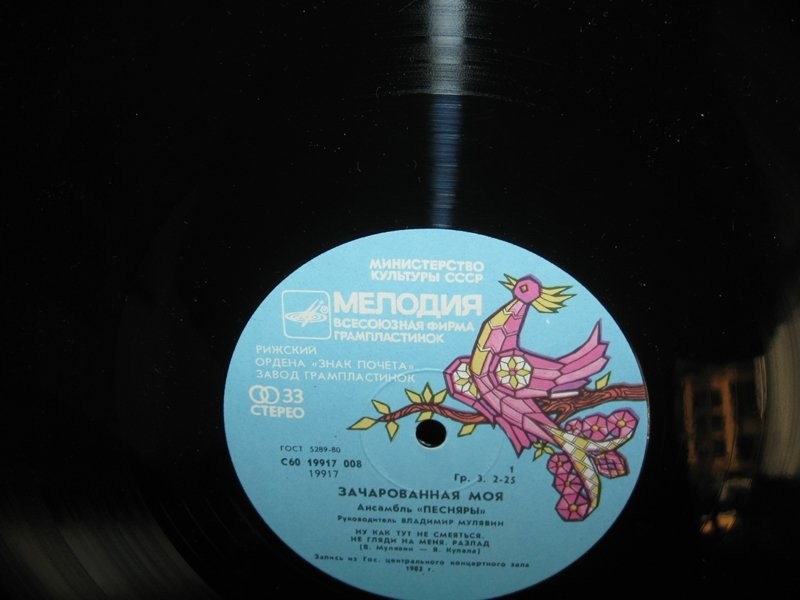 МИНИСТЕРСТВО
КУЛЬТУРЫ СССР
МЕЛОДИЯ
ВСЕСОЮЗНАЯ ФИРМА
ГРАМПЛАСТИНОК
РИЖСКИЙ
ОРДЕНА «ЗНАК ПОЧЕТА»
ЗАВОД ГРАМПЛАСТИНОК
33
СТЕРЕО
ГОСТ 5289-80
С60 19917 008
19917
1
Гр. 3. 2-25
ЗАЧАРОВАННАЯ МОЯ
Ансамбль «ПЕСНЯРЫ»
Руководитель ВЛАДИМИР МУЛЯВИН
НУ КАК ТУТ НЕ СМЕЯТЬСЯ.
НЕ ГЛЯДИ НА МЕНЯ. РАЗЛАД
(В. Мулявин — Я. Купала)
Запись из Гос. центрального концертного зала
1983 г.